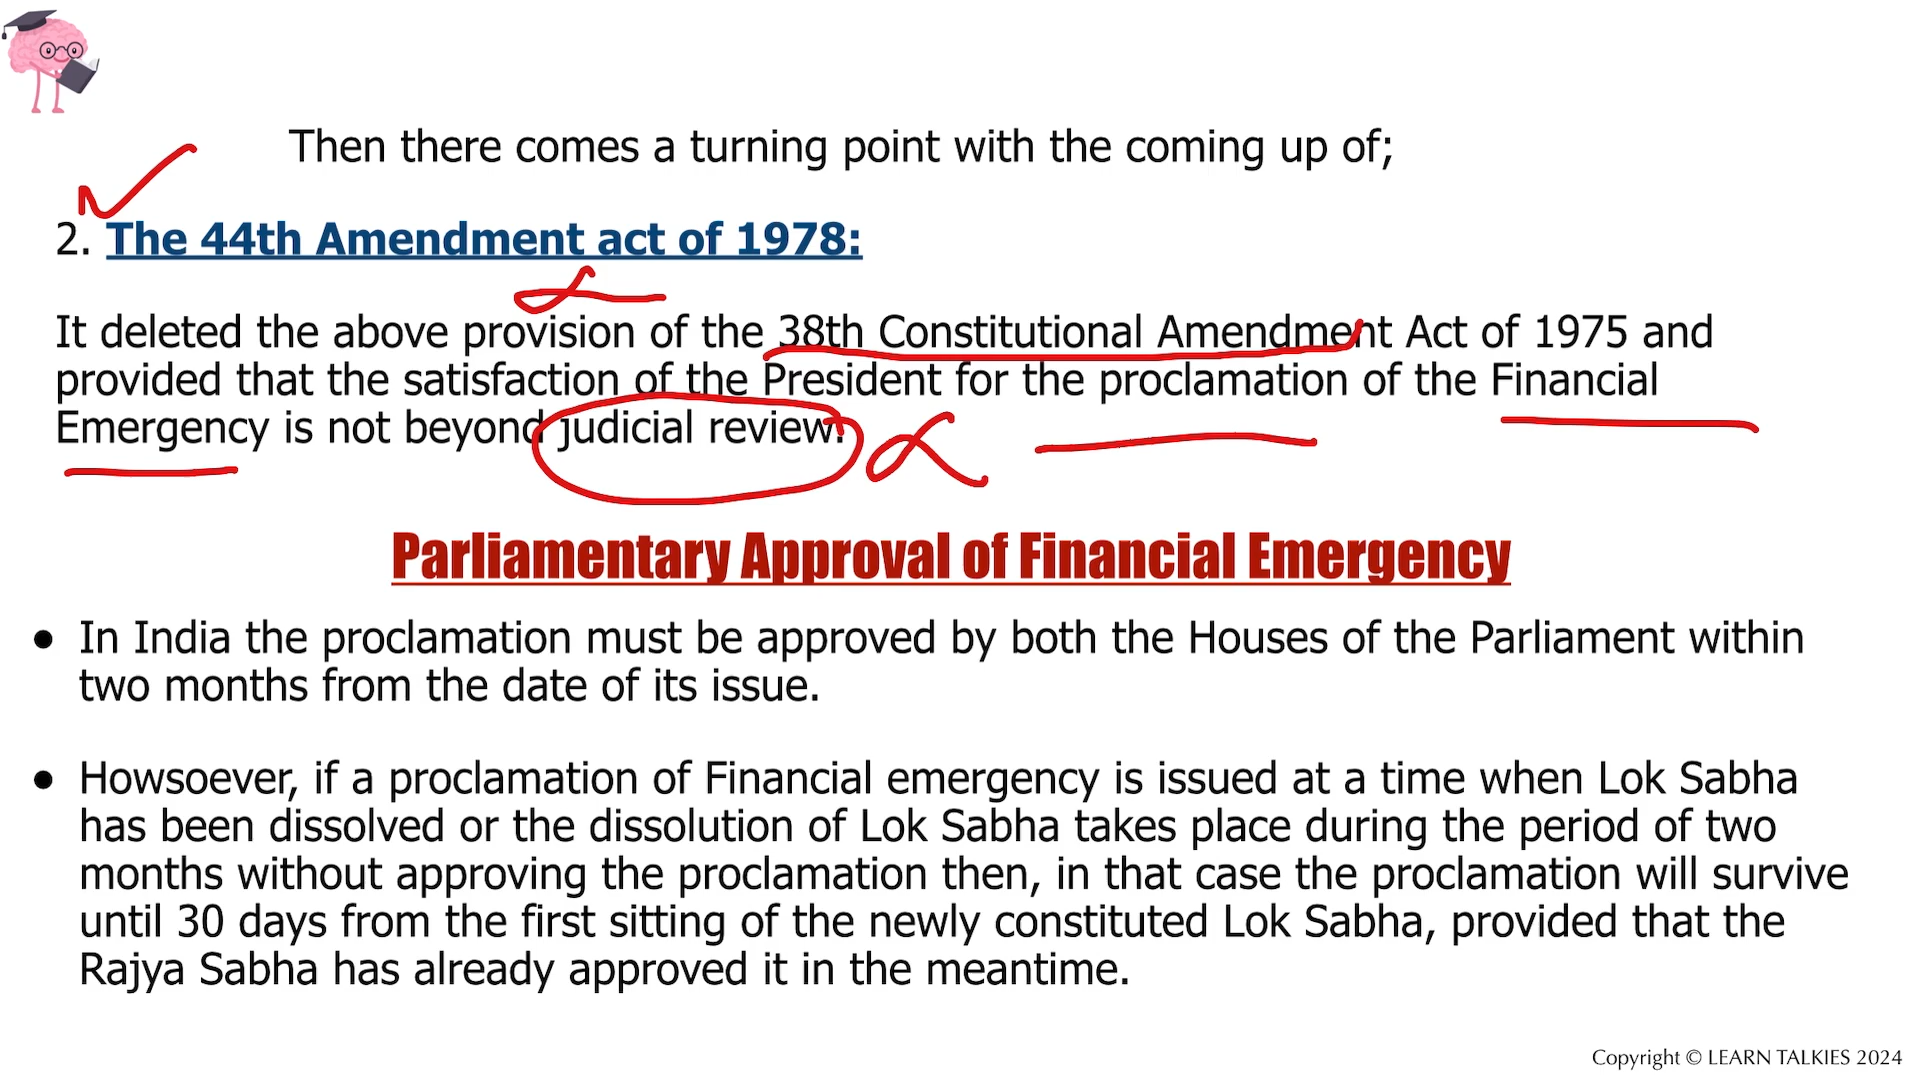 Then there comes a turning point with the coming up of;
2. The 44th Amendment act of 1978:
It deleted the above provision of the 38th Constitutional Amendment Act of 1975 and
provided that the satisfaction of the President for the proclamation of the Financial
Emergency is not beyond judicial review.
Parliamentary Approval of Financial Emergency
● In India the proclamation must be approved by both the Houses of the Parliament within
two months from the date of its issue.
● Howsoever, if a proclamation of Financial emergency is issued at a time when Lok Sabha
has been dissolved or the dissolution of Lok Sabha takes place during the period of two
months without approving the proclamation then, in that case the proclamation will survive
until 30 days from the first sitting of the newly constituted Lok Sabha, provided that the
Rajya Sabha has already approved it in the meantime.
Copyright © LEARN TALKIES 2024